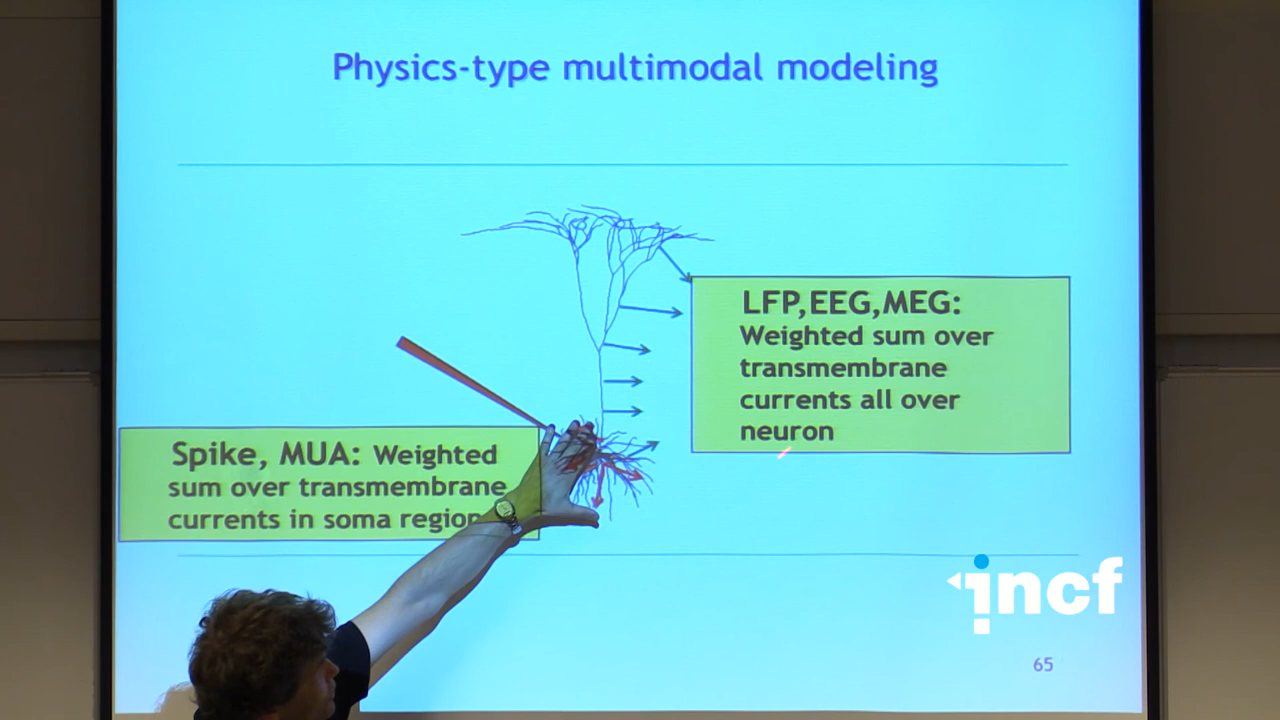 Physics-type multimodal modeling
LFP,EEG,MEG:
Weighted sum over
transmembrane
currents all over
neuron
Spike, MUA: Weighted
sum over transmembrane
currents in soma region
incf
65